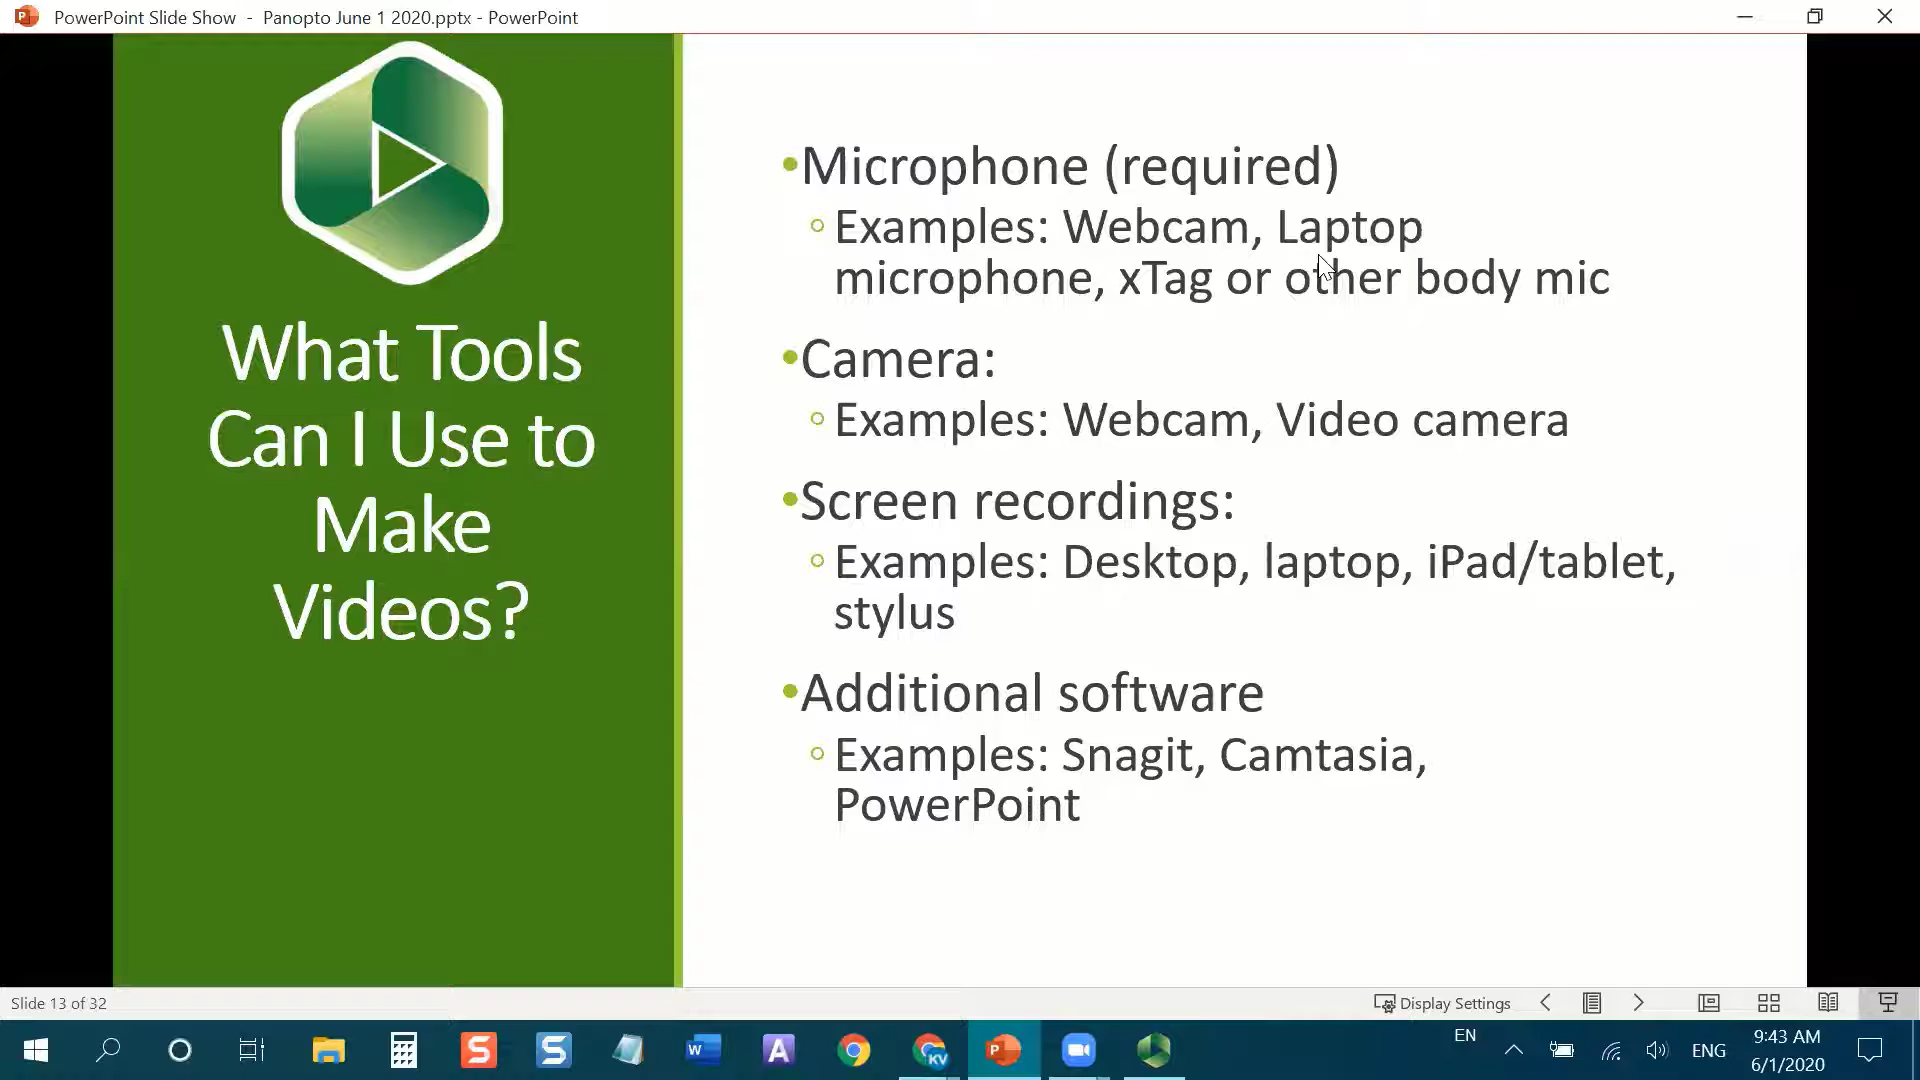 PowerPoint Slide Show - Panopto June 1 2020.pptx - PowerPoint
What Tools
Can I Use to
Make
Videos?
•Microphone (required)
◦Examples: Webcam, Laptop
microphone, xTag or other body mic
•Camera:
◦Examples: Webcam, Video camera
•Screen recordings:
◦Examples: Desktop, laptop, iPad/tablet,
stylus
•Additional software
◦Examples: Snagit, Camtasia,
PowerPoint
Slide 13 of 32
Display Settings
EN
ENG
9:43 AM
6/1/2020
KV